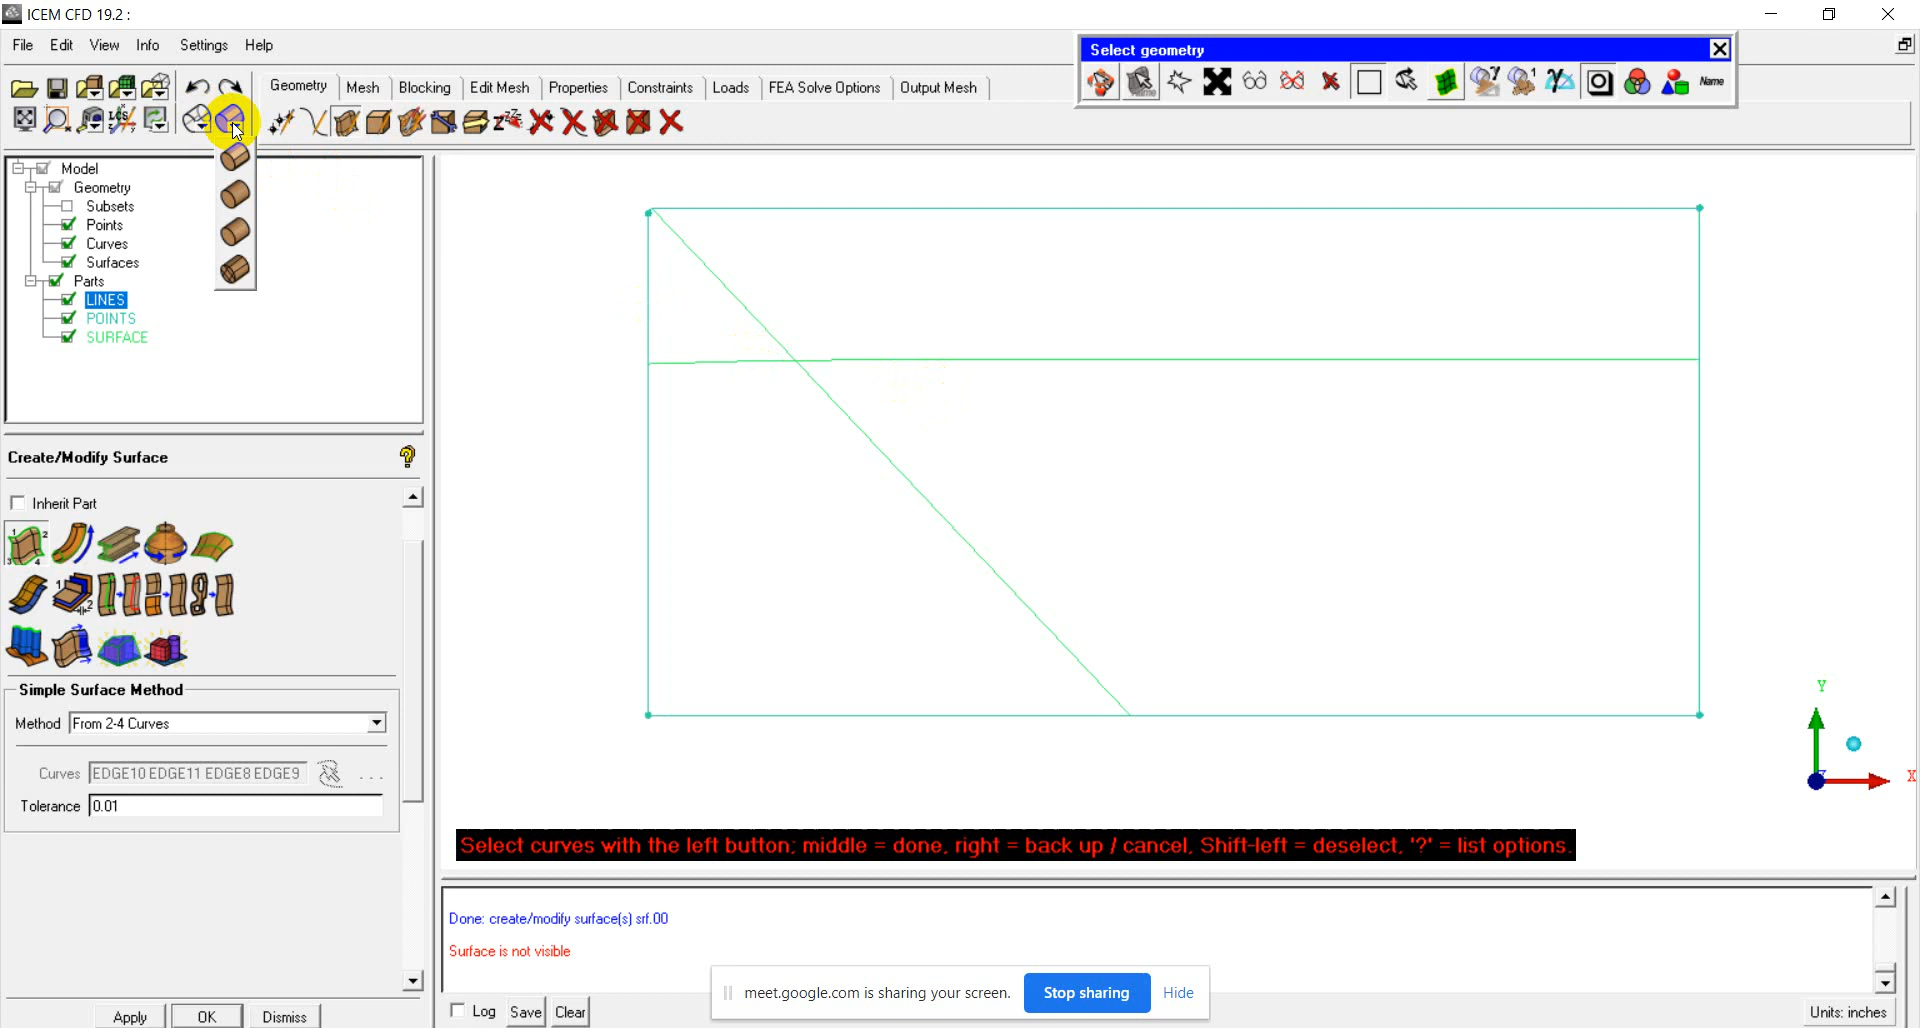 ICEM CFD 19.2 :
File Edit View Info Settings Help
Select geometry
Geometry Mesh Blocking Edit Mesh Properties Constraints Loads FEA Solve Options Output Mesh
Name
Model
Geometry
Subsets
Points
Curves
Surfaces
Parts
LINES
POINTS
SURFACE
Create/Modify Surface
Inherit Part
Simple Surface Method
Method From 2-4 Curves
Curves EDGE10 EDGE11 EDGE8 EDGE9 ...
Tolerance 0.01
Apply OK Dismiss
Y
X
Select curves with the left button; middle = done, right = back up / cancel, Shift-left = deselect, '?' = list options.
Done: create/modify surface(s) srf.00
Surface is not visible
meet.google.com is sharing your screen. Stop sharing Hide
Log Save Clear
Units: inches